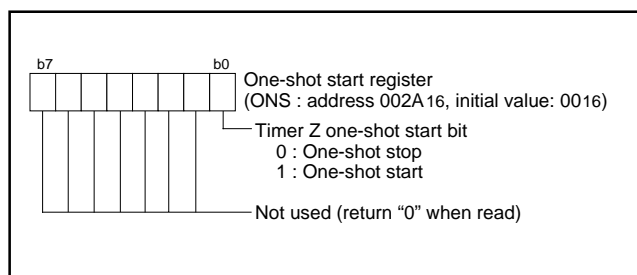 b7 b0
One-shot start register
(ONS : address 002A16, initial value: 0016)
Timer Z one-shot start bit
0 : One-shot stop
1 : One-shot start
Not used (return “0” when read)